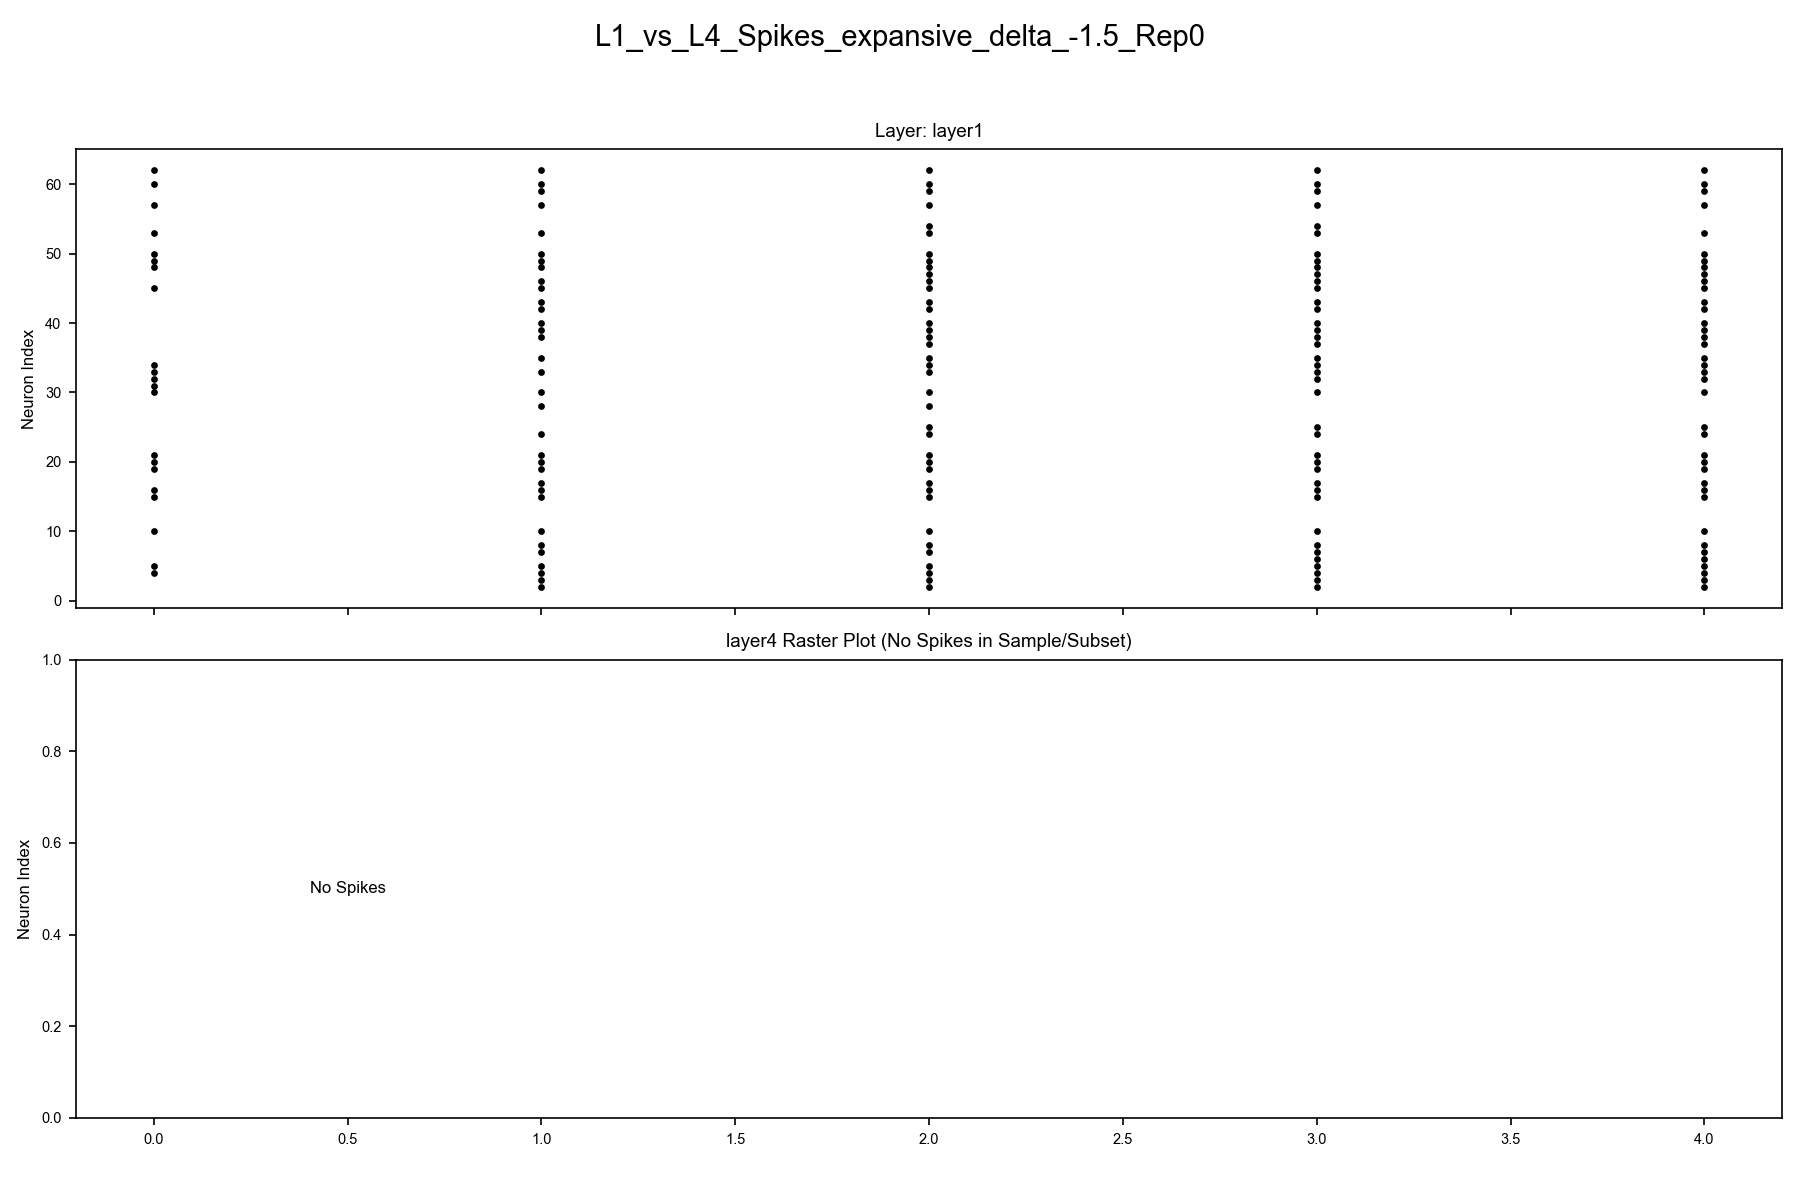 L1_vs_L4_Spikes_expansive_delta_-1.5_Rep0
Layer: layer1
Neuron Index
60
50
40
30
20
10
0
layer4 Raster Plot (No Spikes in Sample/Subset)
Neuron Index
1.0
0.8
0.6
0.4
0.2
0.0
No Spikes
0.0 0.5 1.0 1.5 2.0 2.5 3.0 3.5 4.0